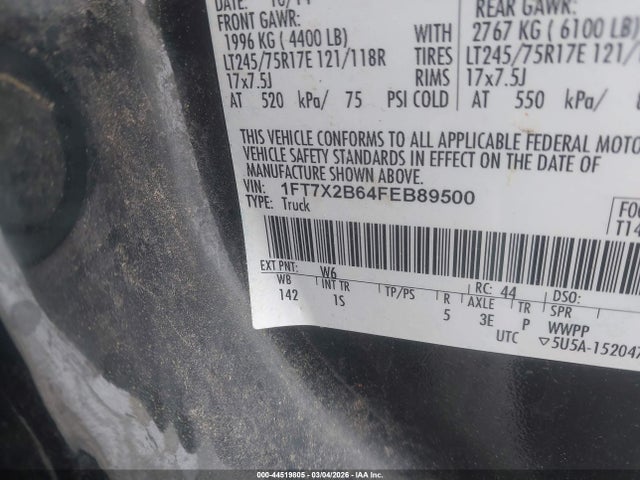 DATE: 10/14
FRONT GAWR:
1996 KG ( 4400 LB)
LT245/75R17E 121/118R
17x7.5J
AT 520 kPa/ 75 PSI COLD
WITH
TIRES
RIMS
REAR GAWR:
2767 KG ( 6100 LB)
LT245/75R17E 121/
17x7.5J
AT 550 kPa/
THIS VEHICLE CONFORMS TO ALL APPLICABLE FEDERAL MOTO
VEHICLE SAFETY STANDARDS IN EFFECT ON THE DATE OF
MANUFACTURE SHOWN ABOVE.
VIN: 1FT7X2B64FEB89500
TYPE: Truck
T14
EXT PNT: W6
RC: 44
DSO:
WB INT TR TP/PS R AXLE TR SPR
142 1S 5 3E P WWPP
UTC ▽5U5A-152047
000-44519805 - 03/04/2026 - IAAI Copart